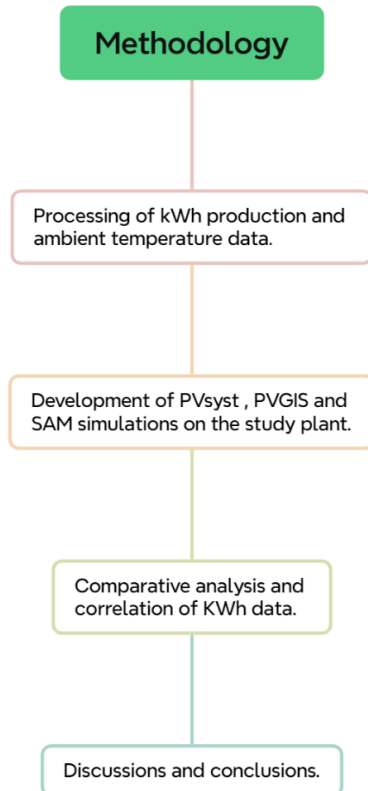 Methodology
Processing of kWh production and
ambient temperature data.
Development of PVsyst , PVGIS and
SAM simulations on the study plant.
Comparative analysis and
correlation of KWh data.
Discussions and conclusions.